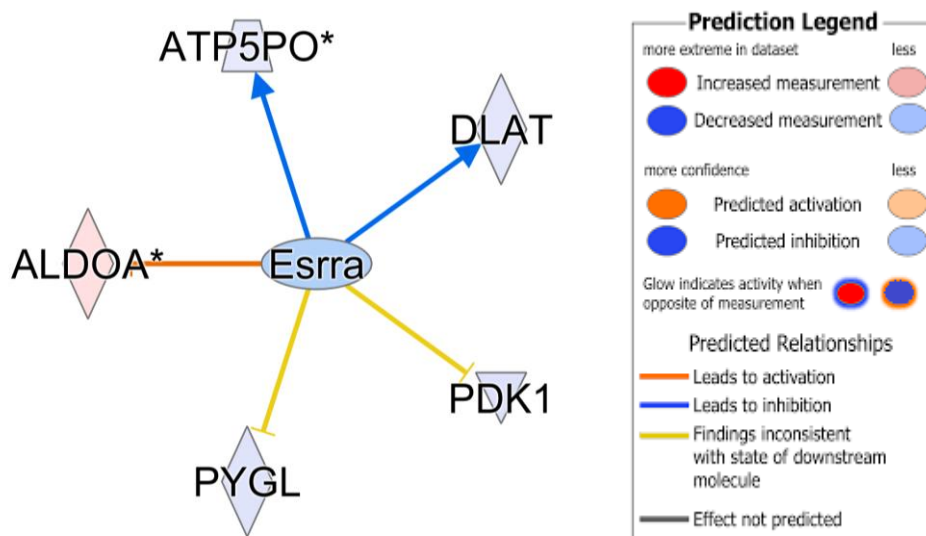 ATP5PO*
DLAT
ALDOA*
Esrra
PDK1
PYGL
Prediction Legend
more extreme in dataset less
Increased measurement
Decreased measurement
more confidence less
Predicted activation
Predicted inhibition
Glow indicates activity when
opposite of measurement
Predicted Relationships
Leads to activation
Leads to inhibition
Findings inconsistent
with state of downstream
molecule
Effect not predicted